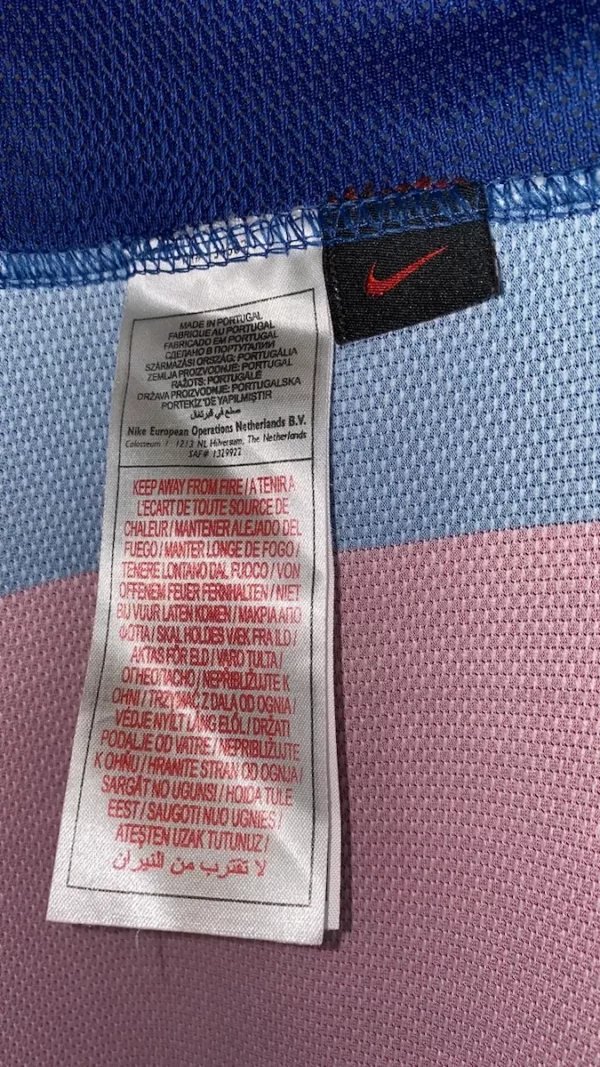 MADE IN PORTUGAL
FABRIQUE AU PORTUGAL
FABRICADO EM PORTUGAL
СДЕЛАНО В ПОРТУГАЛИИ
SZÁRMAZÁSI ORSZÁG: PORTUGÁLIA
ZEMLJA PROIZVODNJE: PORTUGAL
RAŽOTS: PORTUGALE
DRŽAVA PROIZVODNJE: PORTUGALSKA
PORTEKİZ'DE YAPILMIŞTIR
صنع في البرتغال
Nike European Operations Netherlands B.V.
Colosseum 1 1213 NL Hilversum, The Netherlands
SAF# 1329922
KEEP AWAY FROM FIRE / A TENIR A
L'ECART DE TOUTE SOURCE DE
CHALEUR / MANTENER ALEJADO DEL
FUEGO / MANTER LONGE DE FOGO /
TENERE LONTANO DAL FUOCO / VON
OFFENEM FEUER FERNHALTEN / NIET
BIJ VUUR LATEN KOMEN / ΜΑΚΡΙΑ ΑΠΟ
ΦΩΤΙΑ / SKAL HOLDES VÆK FRA ILD /
AKTAS FÖR ELD / VARO TULTA /
ОГНЕОПАСНО / NEPŘIBLIŽUJTE K
OHNI / TRZYMAĆ Z DALA OD OGNIA /
VÉDJE NYÍLT LÁNG ELŐL / DRŽATI
PODALJE OD VATRE / NEPRIBLIŽUJTE
K OHŇU / HRANITE STRAN OD OGNJA /
SARGĀT NO UGUNS! / HOIDA TULE
EEST / SAUGOTI NUO UGNIES /
ATEŞTEN UZAK TUTUNUZ /
لا تقترب من النيران